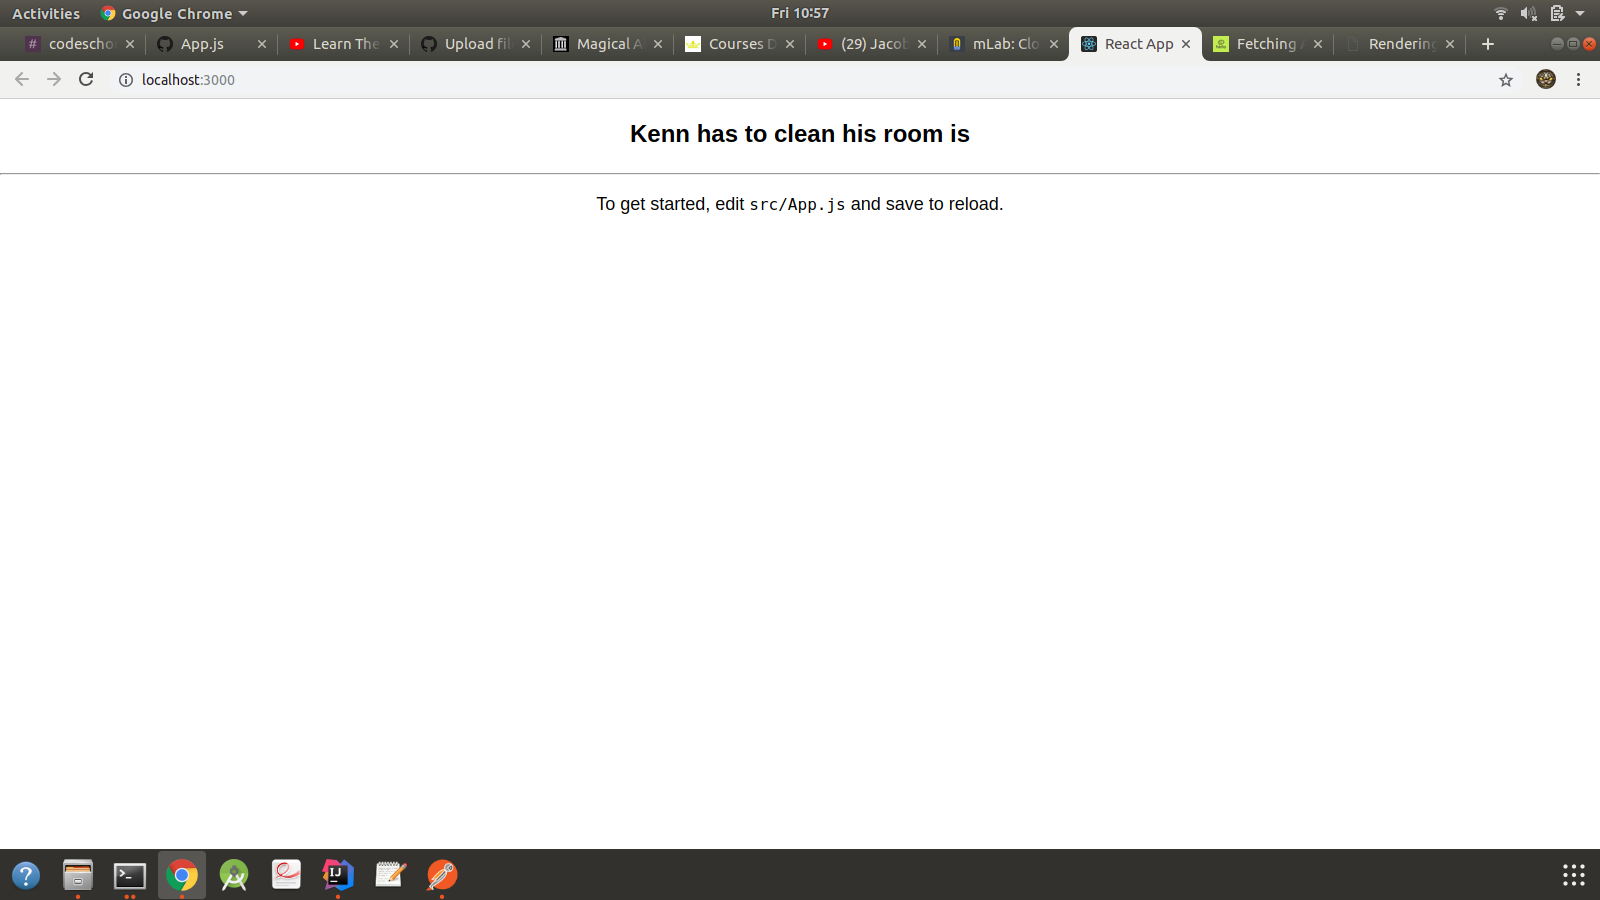 Activities Google Chrome Fri 10:57
# codescho App.js Learn The Upload fil Magical A Courses D (29) Jacob mLab: Clo React App Fetching Rendering
localhost:3000
Kenn has to clean his room is
To get started, edit src/App.js and save to reload.